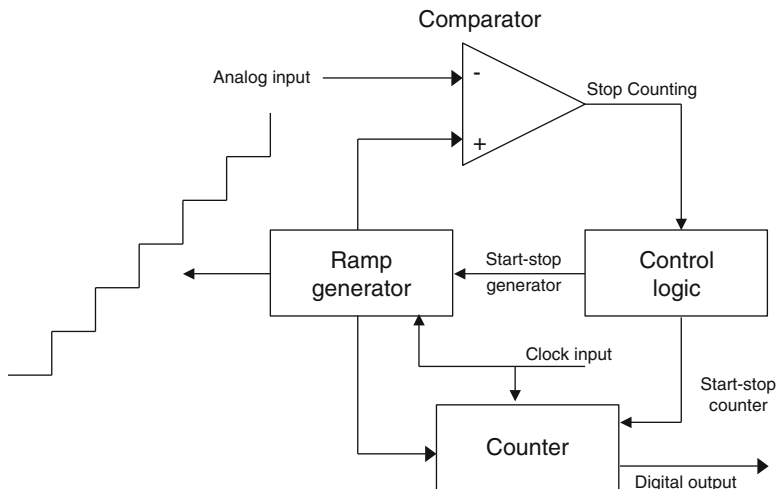 Comparator
Analog input
-
Stop Counting
+
Ramp
generator
Start-stop
generator
Control
logic
Clock input
Start-stop
counter
Counter
Digital output